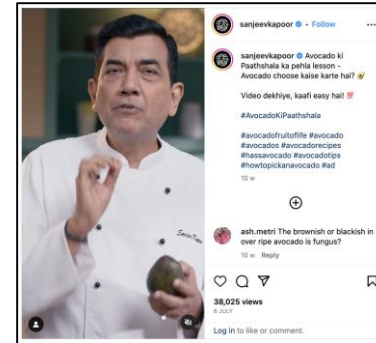 sanjeevkapoor • Follow
sanjeevkapoor Avocado ki
Paathshala ka pehla lesson -
Avocado choose kaise karte hai? 🥑
Video dekhiye, kaafi easy hai! 💯
#AvocadoKiPaathshala
#avocadofruitoflife #avocado
#avocados #avocadorecipes
#hassavocado #avocadotips
#howtopickanavocado #ad
10 w
ash.metri The brownish or blackish in
over ripe avocado is fungus?
10 w Reply
38,025 views
6 JULY
Log in to like or comment.